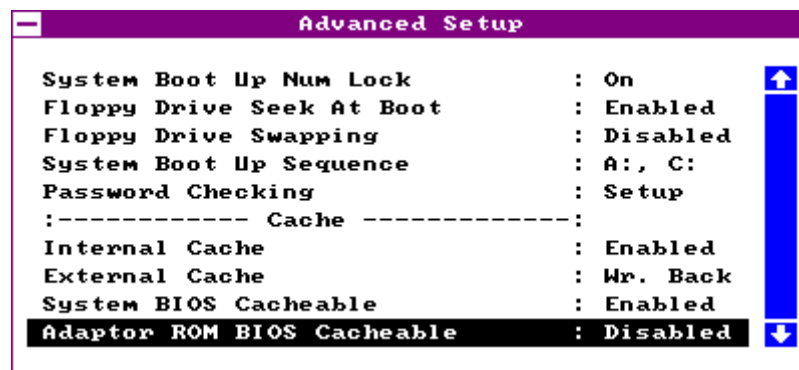 Advanced Setup
System Boot Up Num Lock : On
Floppy Drive Seek At Boot : Enabled
Floppy Drive Swapping : Disabled
System Boot Up Sequence : A:, C:
Password Checking : Setup
:------------ Cache -------------:
Internal Cache : Enabled
External Cache : Wr. Back
System BIOS Cacheable : Enabled
Adaptor ROM BIOS Cacheable : Disabled